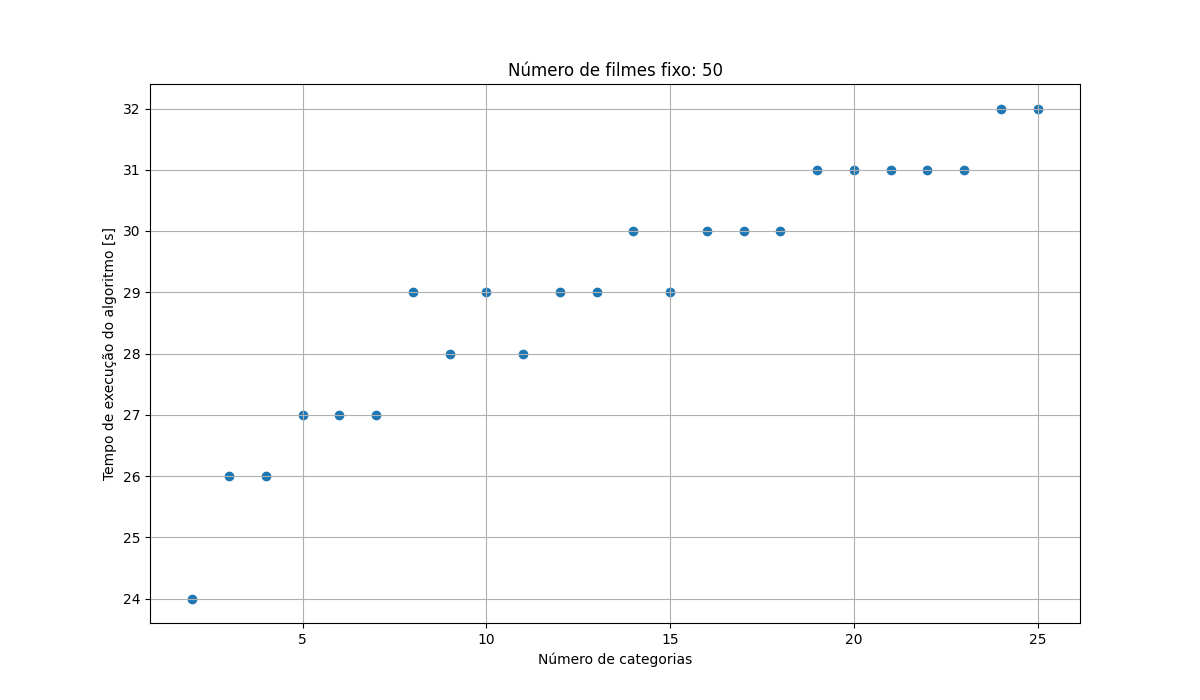 Número de filmes fixo: 50
32
31
30
29
28
27
26
25
24
Tempo de execução do algoritmo [s]
5 10 15 20 25
Número de categorias